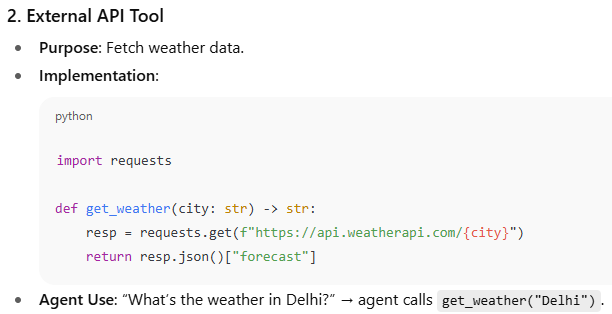 2. External API Tool
• Purpose: Fetch weather data.
• Implementation:
python
import requests
def get_weather(city: str) -> str:
    resp = requests.get(f"https://api.weatherapi.com/{city}")
    return resp.json()["forecast"]
• Agent Use: “What’s the weather in Delhi?” → agent calls get_weather("Delhi") .